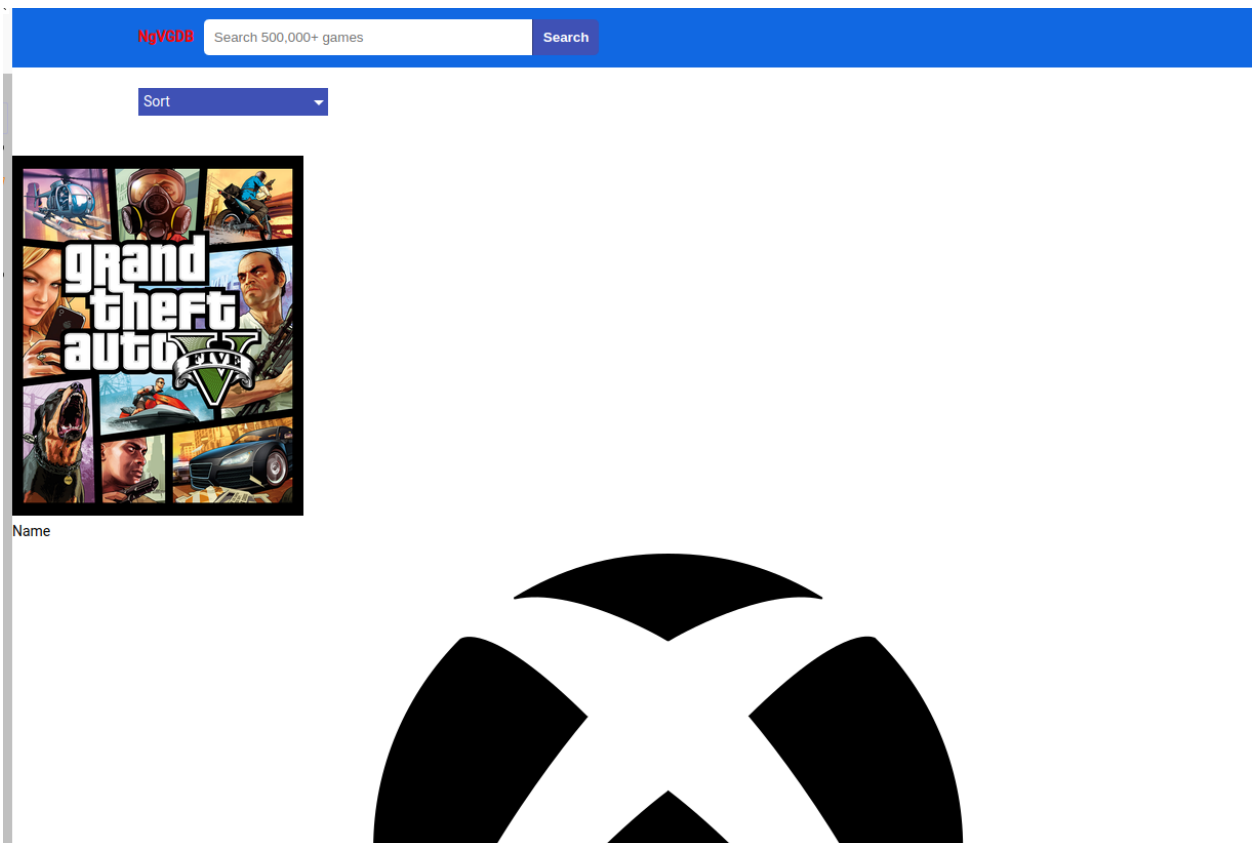 NgVGDB Search 500,000+ games Search
Sort
grand
theft
auto V
FIVE
Name